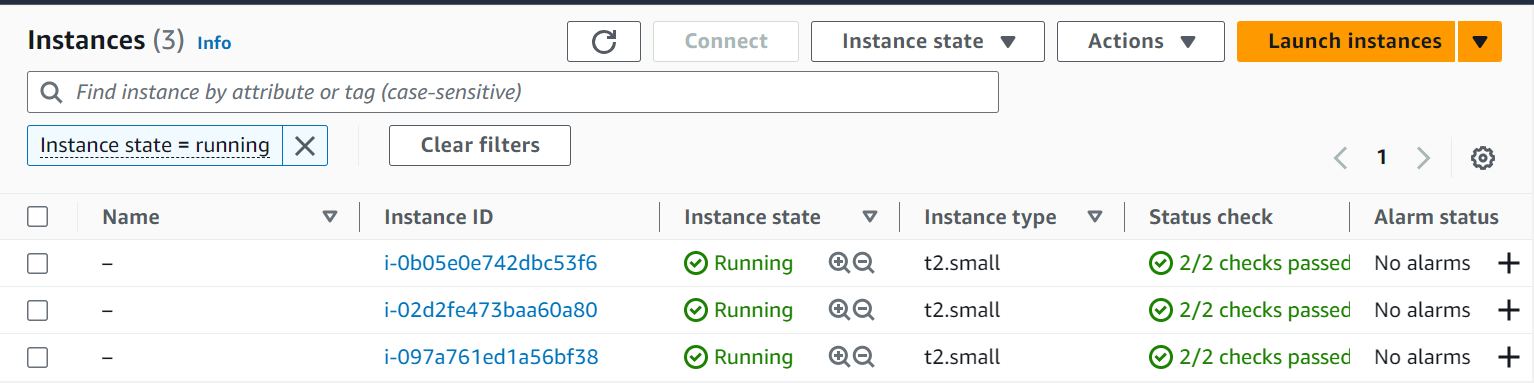 Instances (3) Info Connect Instance state Actions Launch instances
Find instance by attribute or tag (case-sensitive)
Instance state = running Clear filters
1
Name Instance ID Instance state Instance type Status check Alarm status
– i-0b05e0e742dbc53f6 Running t2.small 2/2 checks passed No alarms +
– i-02d2fe473baa60a80 Running t2.small 2/2 checks passed No alarms +
– i-097a761ed1a56bf38 Running t2.small 2/2 checks passed No alarms +